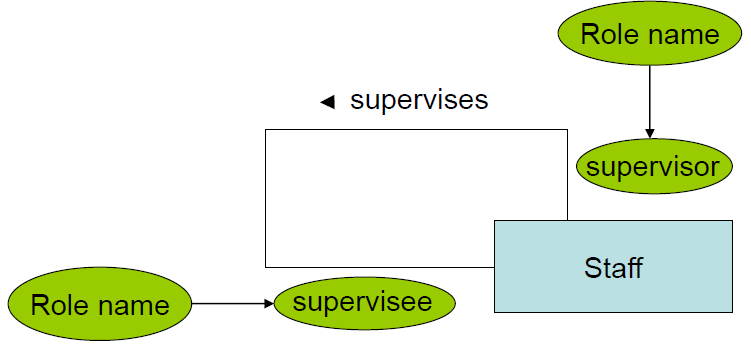 Role name
◄ supervises
supervisor
Staff
Role name
supervisee